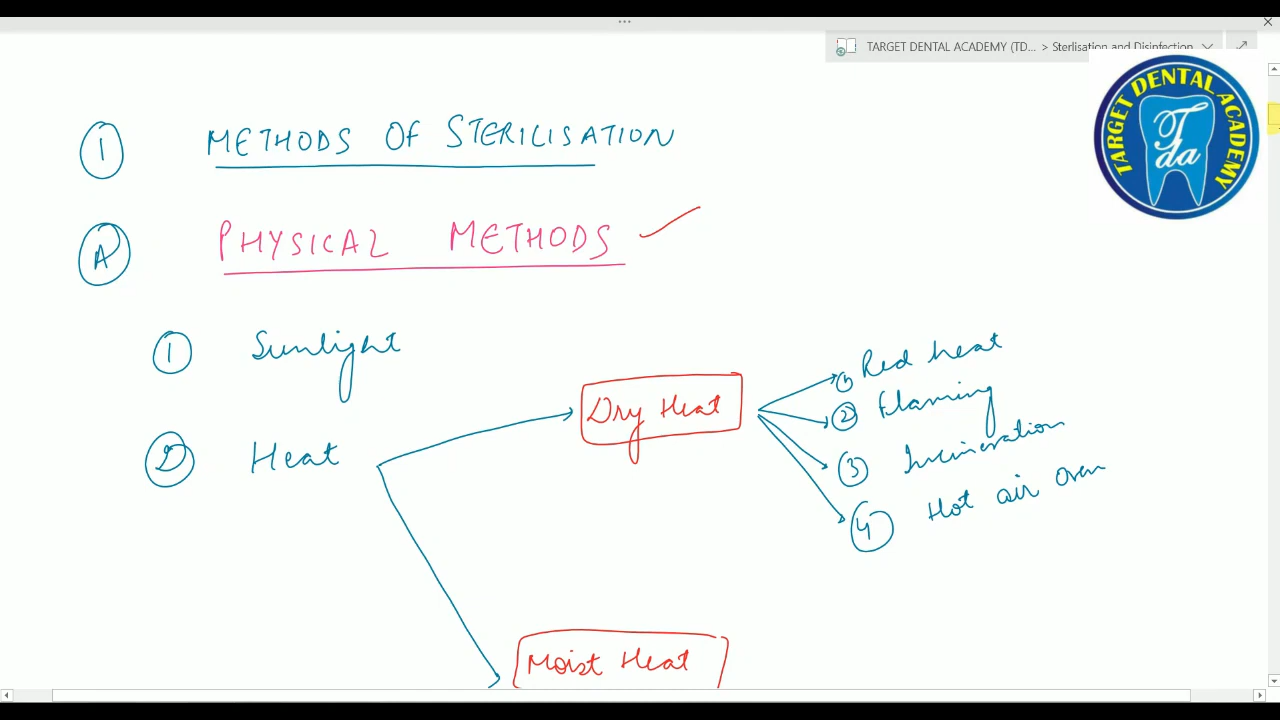 TARGET DENTAL ACADEMY (TD... > Sterlisation and Disinfection
TARGET DENTAL ACADEMY
Tda
1 METHODS OF STERILISATION
A PHYSICAL METHODS
1 Sunlight
2 Heat
Dry Heat
1 Red heat
2 Flaming
3 Incineration
4 Hot air oven
Moist Heat